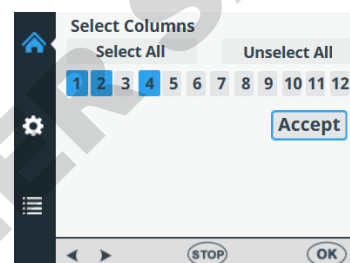 Select Columns
Select All Unselect All
1 2 3 4 5 6 7 8 9 10 11 12
Accept
STOP OK